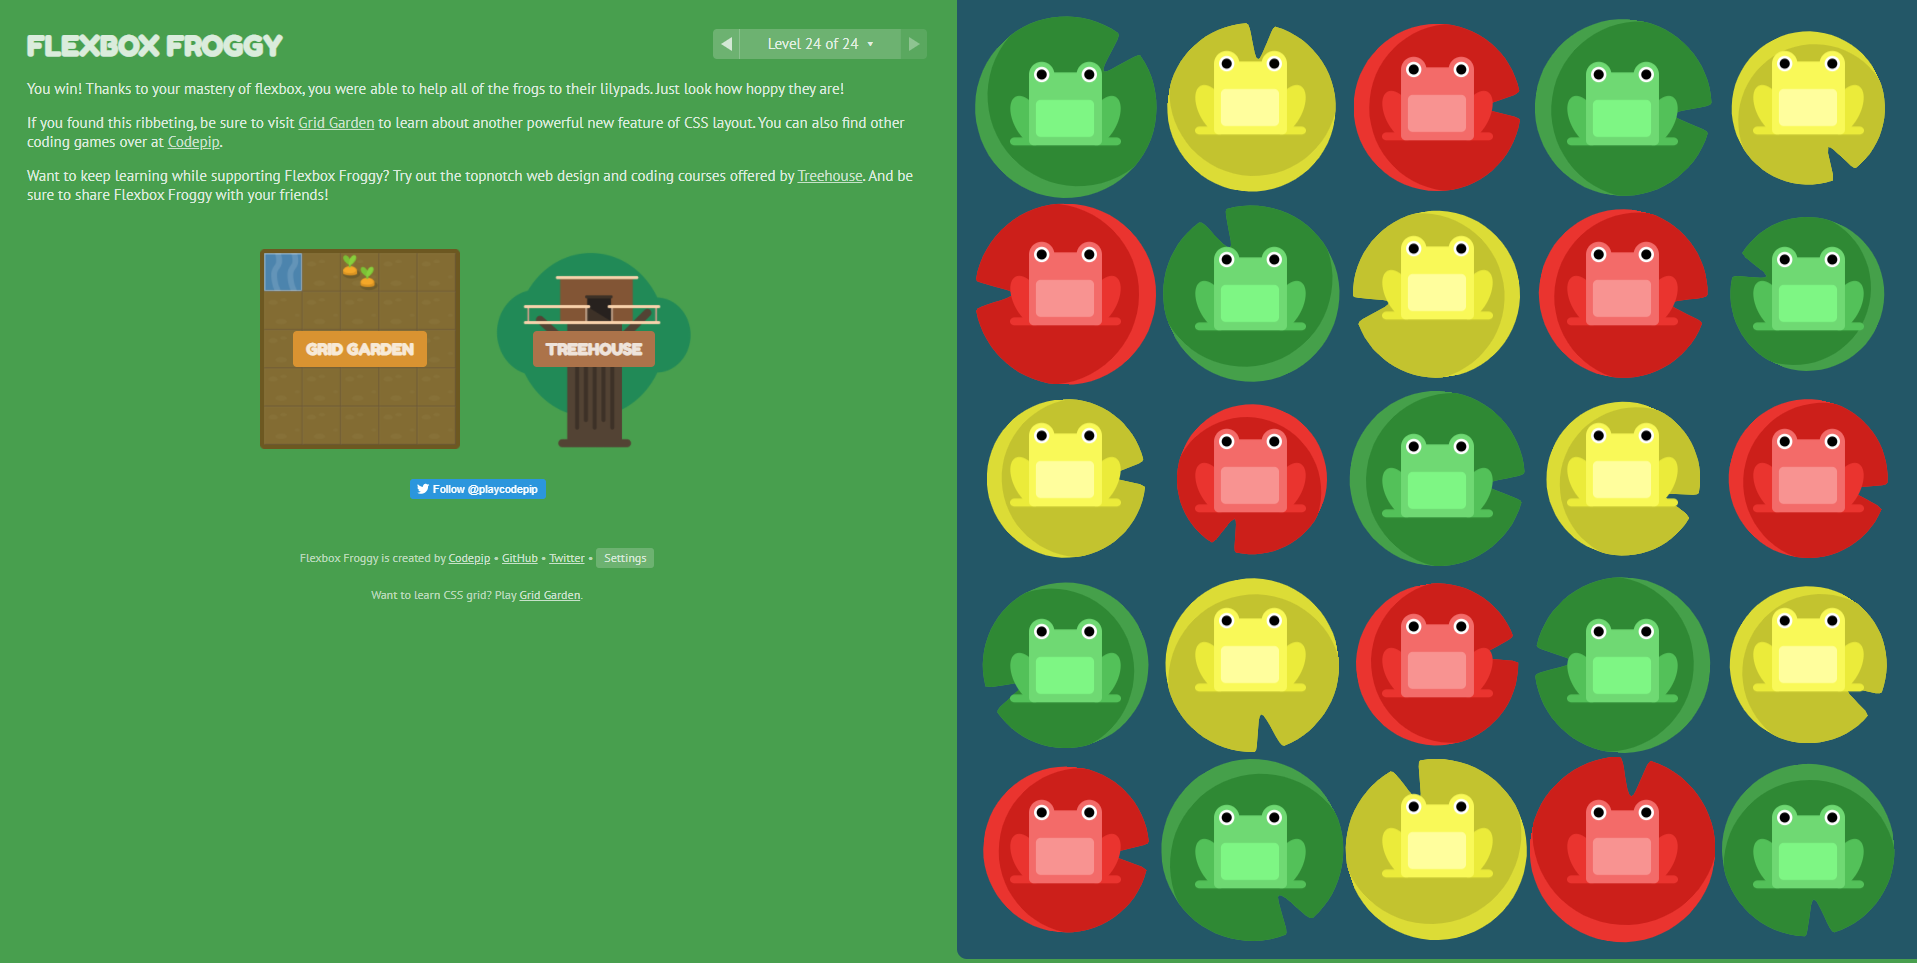 FLEXBOX FROGGY
Level 24 of 24
You win! Thanks to your mastery of flexbox, you were able to help all of the frogs to their lilypads. Just look how hoppy they are!
If you found this ribbeting, be sure to visit Grid Garden to learn about another powerful new feature of CSS layout. You can also find other
coding games over at Codepip.
Want to keep learning while supporting Flexbox Froggy? Try out the topnotch web design and coding courses offered by Treehouse. And be
sure to share Flexbox Froggy with your friends!
GRID GARDEN
TREEHOUSE
Follow @playcodepip
Flexbox Froggy is created by Codepip • GitHub • Twitter • Settings
Want to learn CSS grid? Play Grid Garden.